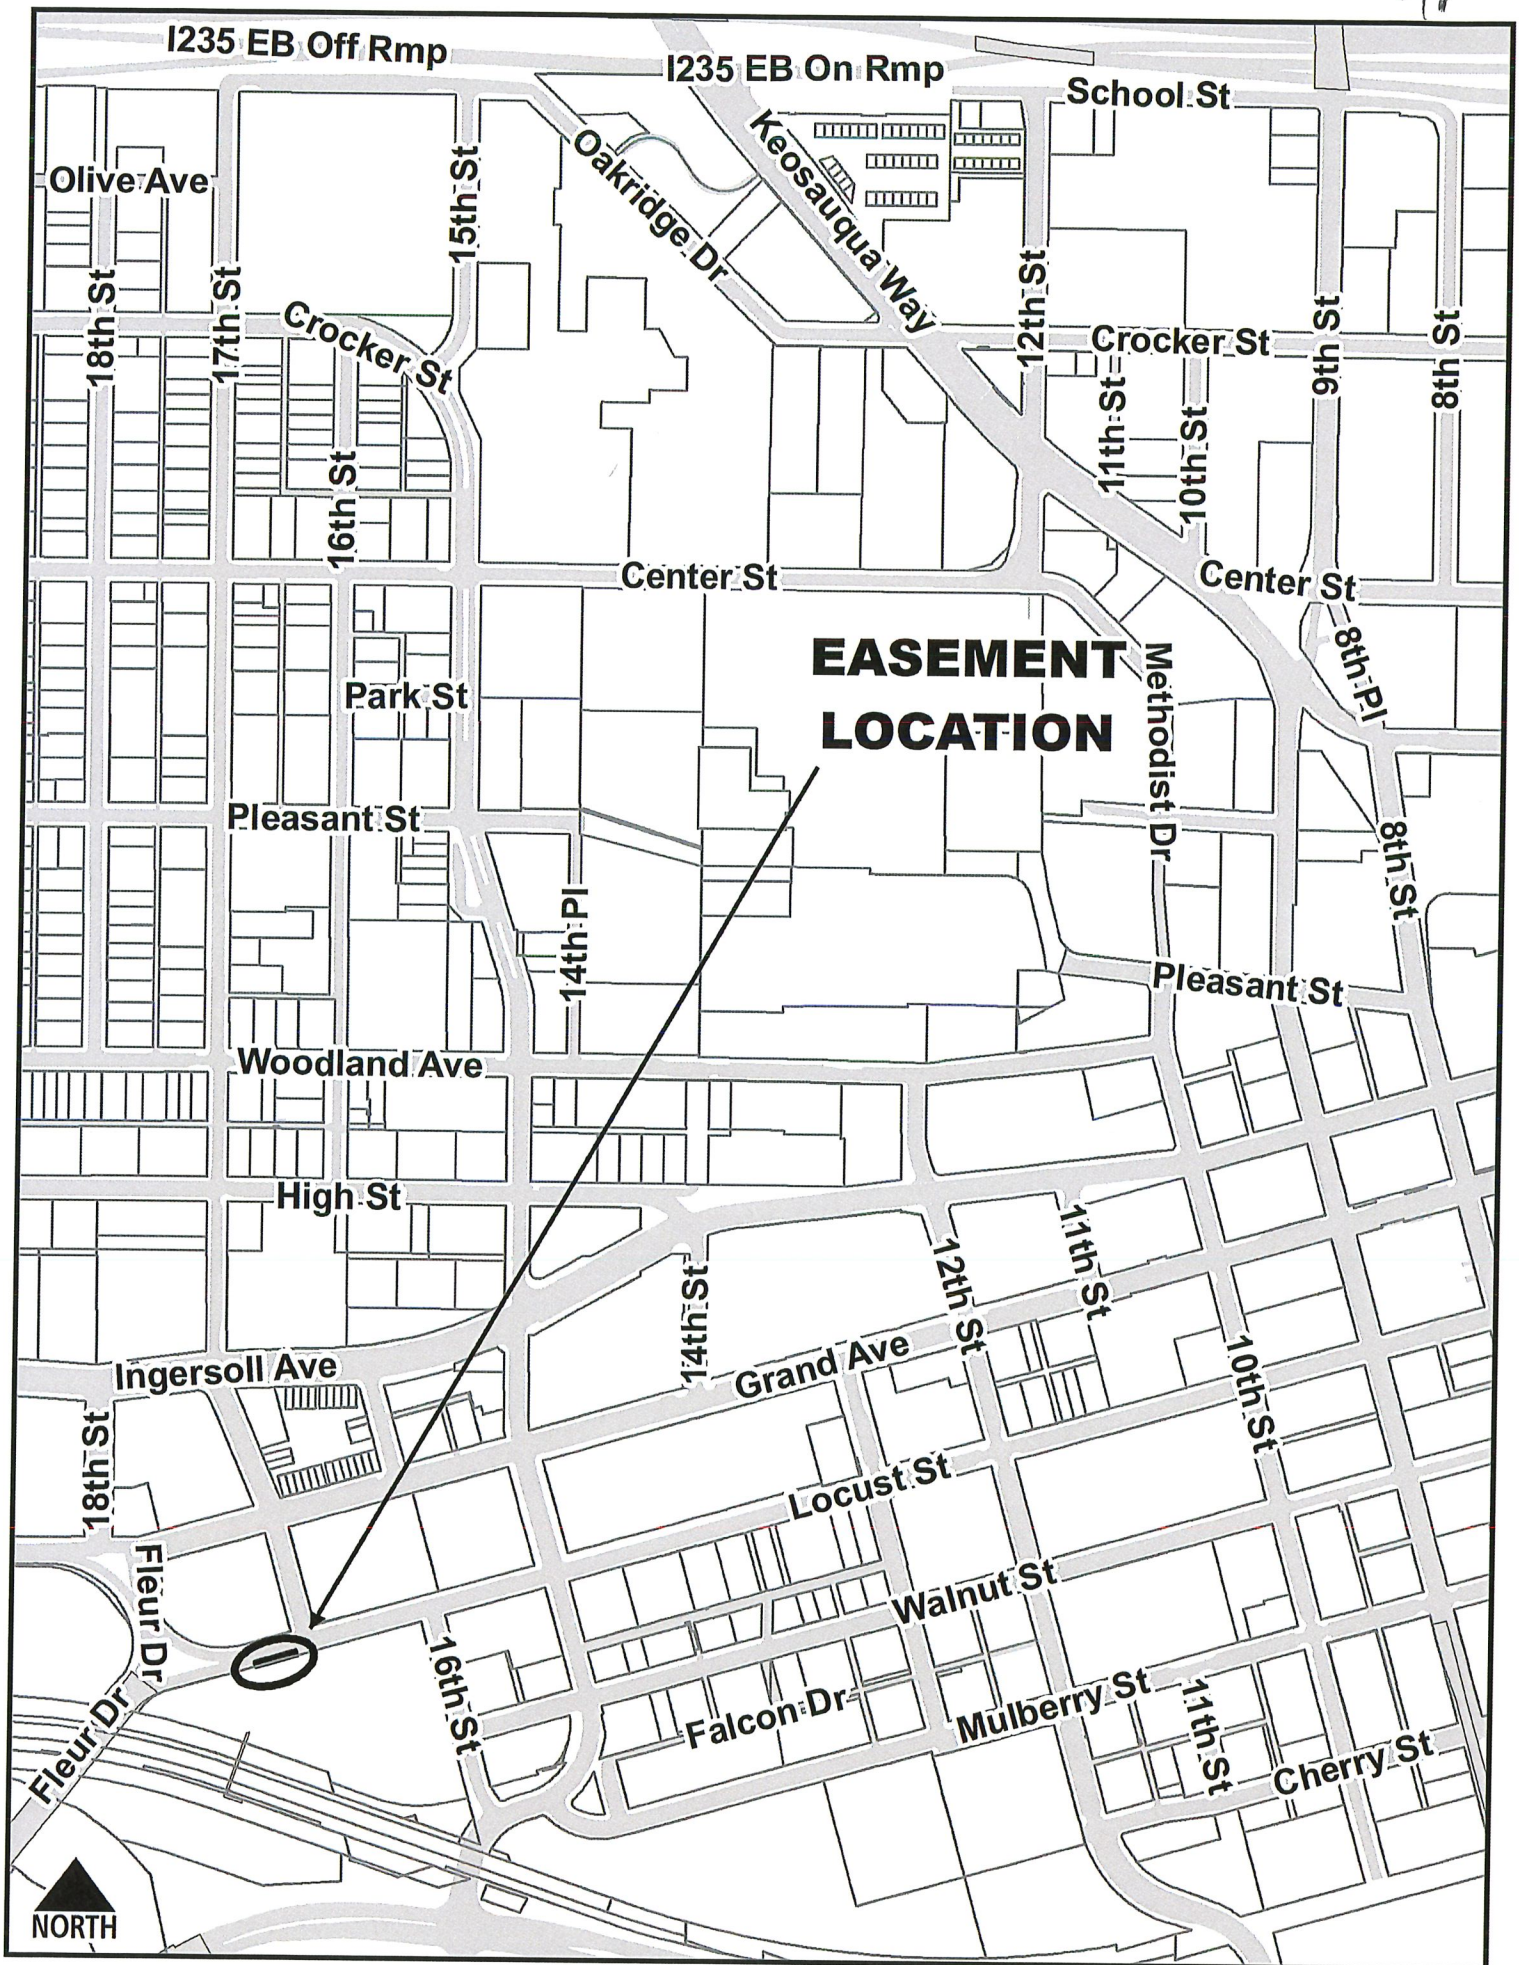 I235 EB Off Rmp
I235 EB On Rmp
School St
Keosauqua Way
Oakridge Dr
Olive Ave
15th St
18th St
17th St
Crocker St
12th St
Crocker St
9th St
8th St
11th St
10th St
16th St
Center St
Center St
EASEMENT
LOCATION
8th Pl
Methodist Dr
Park St
Pleasant St
8th St
14th Pl
Pleasant St
Woodland Ave
High St
11th St
12th St
14th St
Ingersoll Ave
Grand Ave
10th St
18th St
Locust St
Fleur Dr
Walnut St
16th St
Falcon Dr
Mulberry St
11th St
Cherry St
Fleur Dr
NORTH